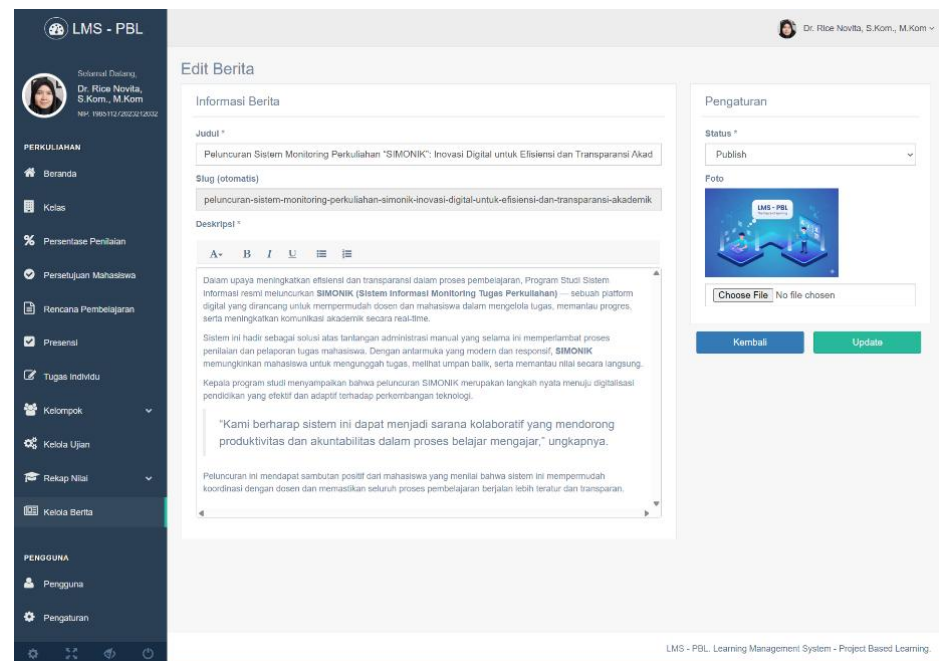 LMS - PBL
Dr. Rice Novita, S.Kom., M.Kom
Selamat Datang,
Dr. Rice Novita,
S.Kom., M.Kom
PERKULIAHAN
Beranda
Kelas
Persentase Penilaian
Persetujuan Mahasiswa
Rencana Pembelajaran
Presensi
Tugas Individu
Kelompok
Kelola Ujian
Rekap Nilai
Kelola Berita
PENGGUNA
Pengguna
Pengaturan
Edit Berita
Informasi Berita
Judul *
Peluncuran Sistem Monitoring Perkuliahan "SIMONIK": Inovasi Digital untuk Efisiensi dan Transparansi Akad
Slug (otomatis)
peluncuran-sistem-monitoring-perkuliahan-simonik-inovasi-digital-untuk-efisiensi-dan-transparansi-akademik
Deskripsi *
A B I U
Dalam upaya meningkatkan efisiensi dan transparansi dalam proses pembelajaran, Program Studi Sistem
Informasi resmi meluncurkan SIMONIK (Sistem Informasi Monitoring Tugas Perkuliahan) — sebuah platform
digital yang dirancang untuk mempermudah dosen dan mahasiswa dalam mengelola tugas, memantau progres,
serta meningkatkan komunikasi akademik secara real-time.
Sistem ini hadir sebagai solusi atas tantangan administrasi manual yang selama ini memperlambat proses
penilaian dan pelaporan tugas mahasiswa. Dengan antarmuka yang modern dan responsif, SIMONIK
memungkinkan mahasiswa untuk mengunggah tugas, melihat umpan balik, serta memantau nilai secara langsung.
Kepala program studi menyampaikan bahwa peluncuran SIMONIK merupakan langkah nyata menuju digitalisasi
pendidikan yang efektif dan adaptif terhadap perkembangan teknologi.
"Kami berharap sistem ini dapat menjadi sarana kolaboratif yang mendorong
produktivitas dan akuntabilitas dalam proses belajar mengajar," ungkapnya.
Peluncuran ini mendapat sambutan positif dari mahasiswa yang menilai bahwa sistem ini mempermudah
koordinasi dengan dosen dan memastikan seluruh proses pembelajaran berjalan lebih teratur dan transparan.
Pengaturan
Status *
Publish
Foto
LMS - PBL
Choose File No file chosen
Kembali
Update
LMS - PBL. Learning Management System - Project Based Learning.